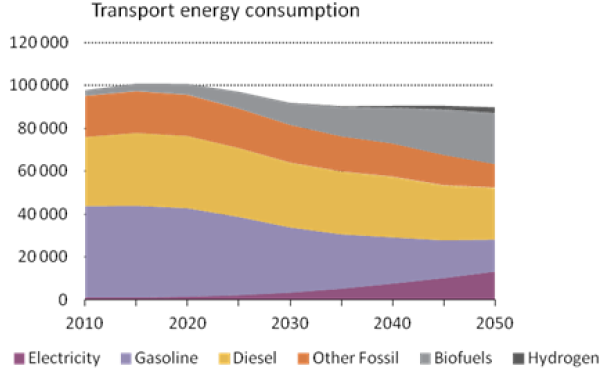 Transport energy consumption
120 000
100 000
80 000
60 000
40 000
20 000
0
2010 2020 2030 2040 2050
Electricity Gasoline Diesel Other Fossil Biofuels Hydrogen